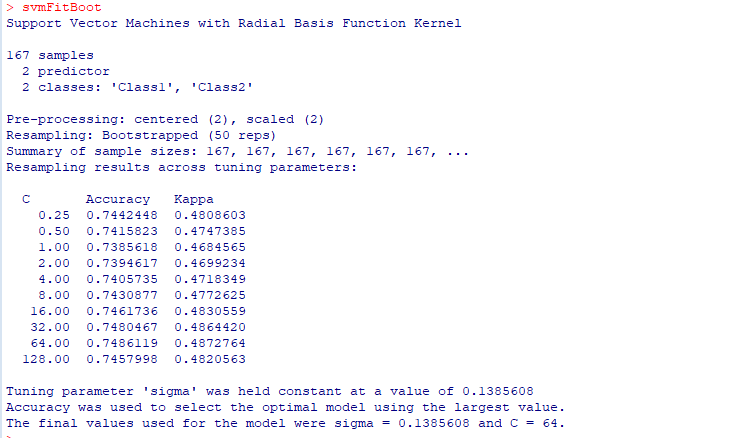 > svmFitBoot
Support Vector Machines with Radial Basis Function Kernel
167 samples
2 predictor
2 classes: 'Class1', 'Class2'
Pre-processing: centered (2), scaled (2)
Resampling: Bootstrapped (50 reps)
Summary of sample sizes: 167, 167, 167, 167, 167, 167, ...
Resampling results across tuning parameters:
C Accuracy Kappa
0.25 0.7442448 0.4808603
0.50 0.7415823 0.4747385
1.00 0.7385618 0.4684565
2.00 0.7394617 0.4699234
4.00 0.7405735 0.4718349
8.00 0.7430877 0.4772625
16.00 0.7461736 0.4830559
32.00 0.7480467 0.4864420
64.00 0.7486119 0.4872764
128.00 0.7457998 0.4820563
Tuning parameter 'sigma' was held constant at a value of 0.1385608
Accuracy was used to select the optimal model using the largest value.
The final values used for the model were sigma = 0.1385608 and C = 64.